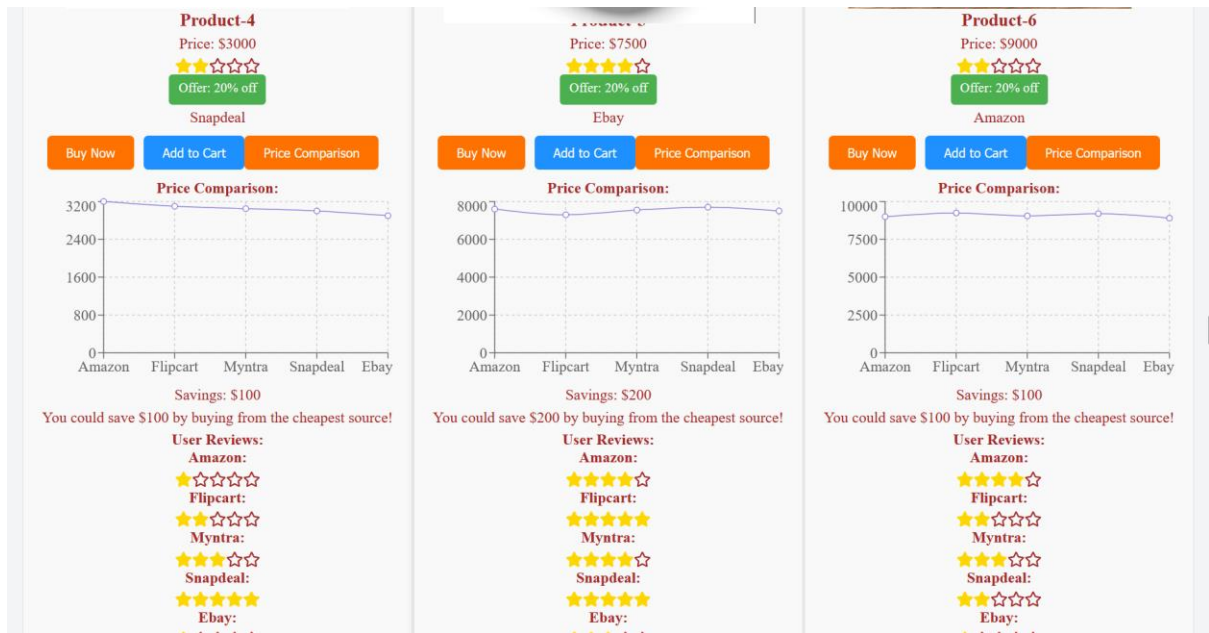 Product-4
Price: $3000
Offer: 20% off
Snapdeal
Buy Now Add to Cart Price Comparison
Price Comparison:
3200
2400
1600
800
0
Amazon Flipcart Myntra Snapdeal Ebay
Savings: $100
You could save $100 by buying from the cheapest source!
User Reviews:
Amazon:
Flipcart:
Myntra:
Snapdeal:
Ebay:
Price: $7500
Offer: 20% off
Ebay
Buy Now Add to Cart Price Comparison
Price Comparison:
8000
6000
4000
2000
0
Amazon Flipcart Myntra Snapdeal Ebay
Savings: $200
You could save $200 by buying from the cheapest source!
User Reviews:
Amazon:
Flipcart:
Myntra:
Snapdeal:
Ebay:
Product-6
Price: $9000
Offer: 20% off
Amazon
Buy Now Add to Cart Price Comparison
Price Comparison:
10000
7500
5000
2500
0
Amazon Flipcart Myntra Snapdeal Ebay
Savings: $100
You could save $100 by buying from the cheapest source!
User Reviews:
Amazon:
Flipcart:
Myntra:
Snapdeal:
Ebay: